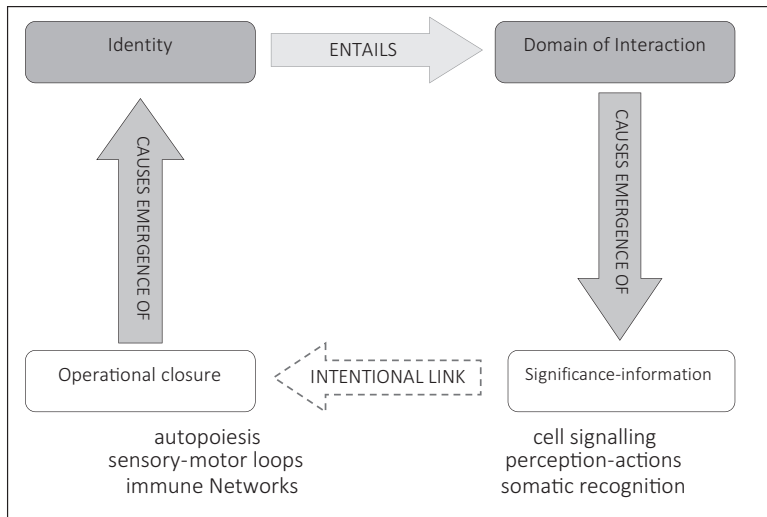 Identity
ENTAILS
Domain of Interaction
CAUSES EMERGENCE OF
CAUSES EMERGENCE OF
Operational closure
INTENTIONAL LINK
Significance-information
autopoiesis
sensory-motor loops
immune Networks
cell signalling
perception-actions
somatic recognition